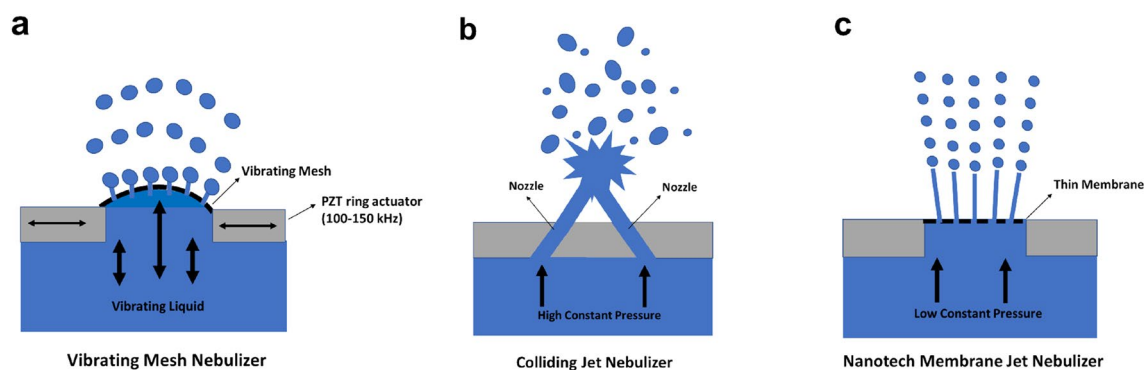 a
Vibrating Mesh
PZT ring actuator
(100-150 kHz)
Vibrating Liquid
Vibrating Mesh Nebulizer
b
Nozzle
Nozzle
High Constant Pressure
Colliding Jet Nebulizer
c
Thin Membrane
Low Constant Pressure
Nanotech Membrane Jet Nebulizer